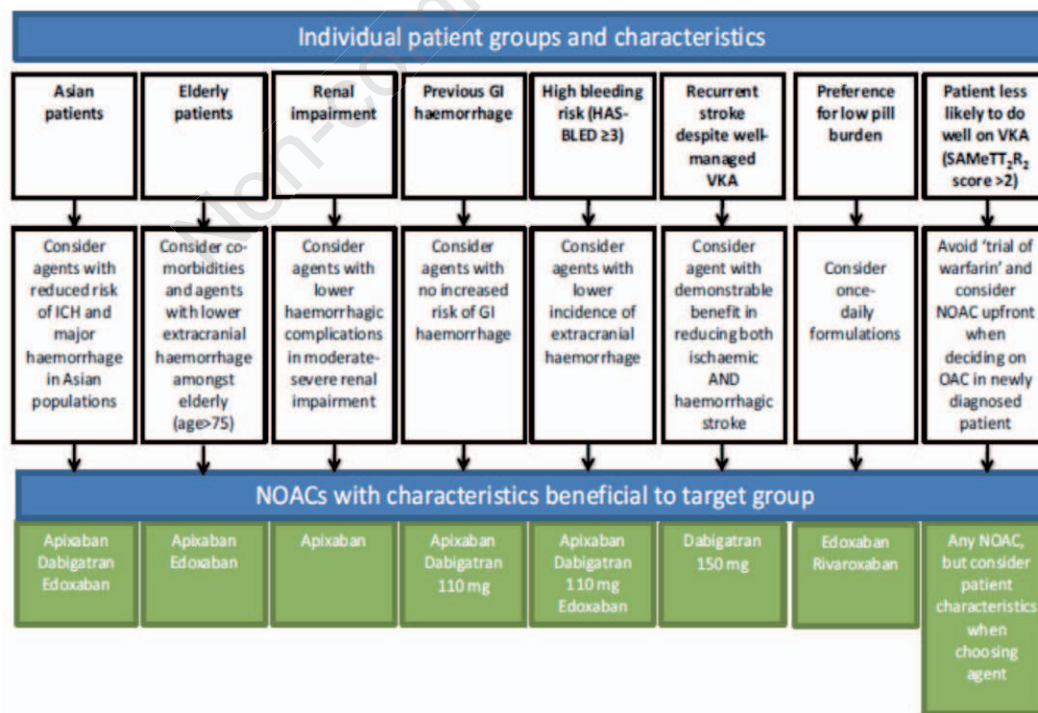 Non-com
Individual patient groups and characteristics
Asian
patients
Elderly
patients
Renal
impairment
Previous GI
haemorrhage
High bleeding
risk (HAS-
BLED ≥3)
Recurrent
stroke
despite well-
managed
VKA
Preference
for low pill
burden
Patient less
likely to do
well on VKA
(SAMeTT₂R₂
score >2)
Consider
agents with
reduced risk
of ICH and
major
haemorrhage
in Asian
populations
Consider co-
morbidities
and agents
with lower
extracranial
haemorrhage
amongst
elderly
(age>75)
Consider
agents with
lower
haemorrhagic
complications
in moderate-
severe renal
impairment
Consider
agents with
no increased
risk of GI
haemorrhage
Consider
agents with
lower
incidence of
extracranial
haemorrhage
Consider
agent with
demonstrable
benefit in
reducing both
ischaemic
AND
haemorrhagic
stroke
Consider
once-
daily
formulations
Avoid ‘trial of
warfarin’ and
consider
NOAC upfront
when
deciding on
OAC in newly
diagnosed
patient
NOACs with characteristics beneficial to target group
Apixaban
Dabigatran
Edoxaban
Apixaban
Edoxaban
Apixaban
Apixaban
Dabigatran
110 mg
Apixaban
Dabigatran
110 mg
Edoxaban
Dabigatran
150 mg
Edoxaban
Rivaroxaban
Any NOAC,
but consider
patient
characteristics
when
choosing
agent